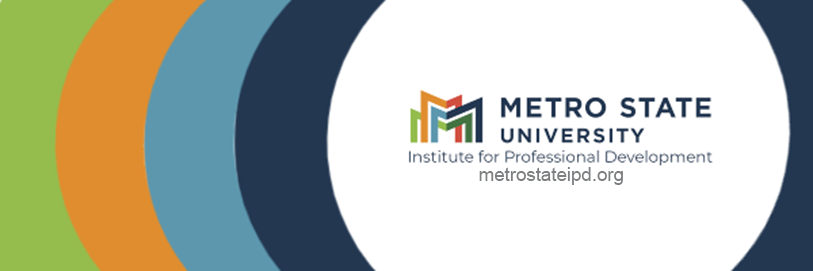 METRO STATE
UNIVERSITY
Institute for Professional Development
metrostateipd.org